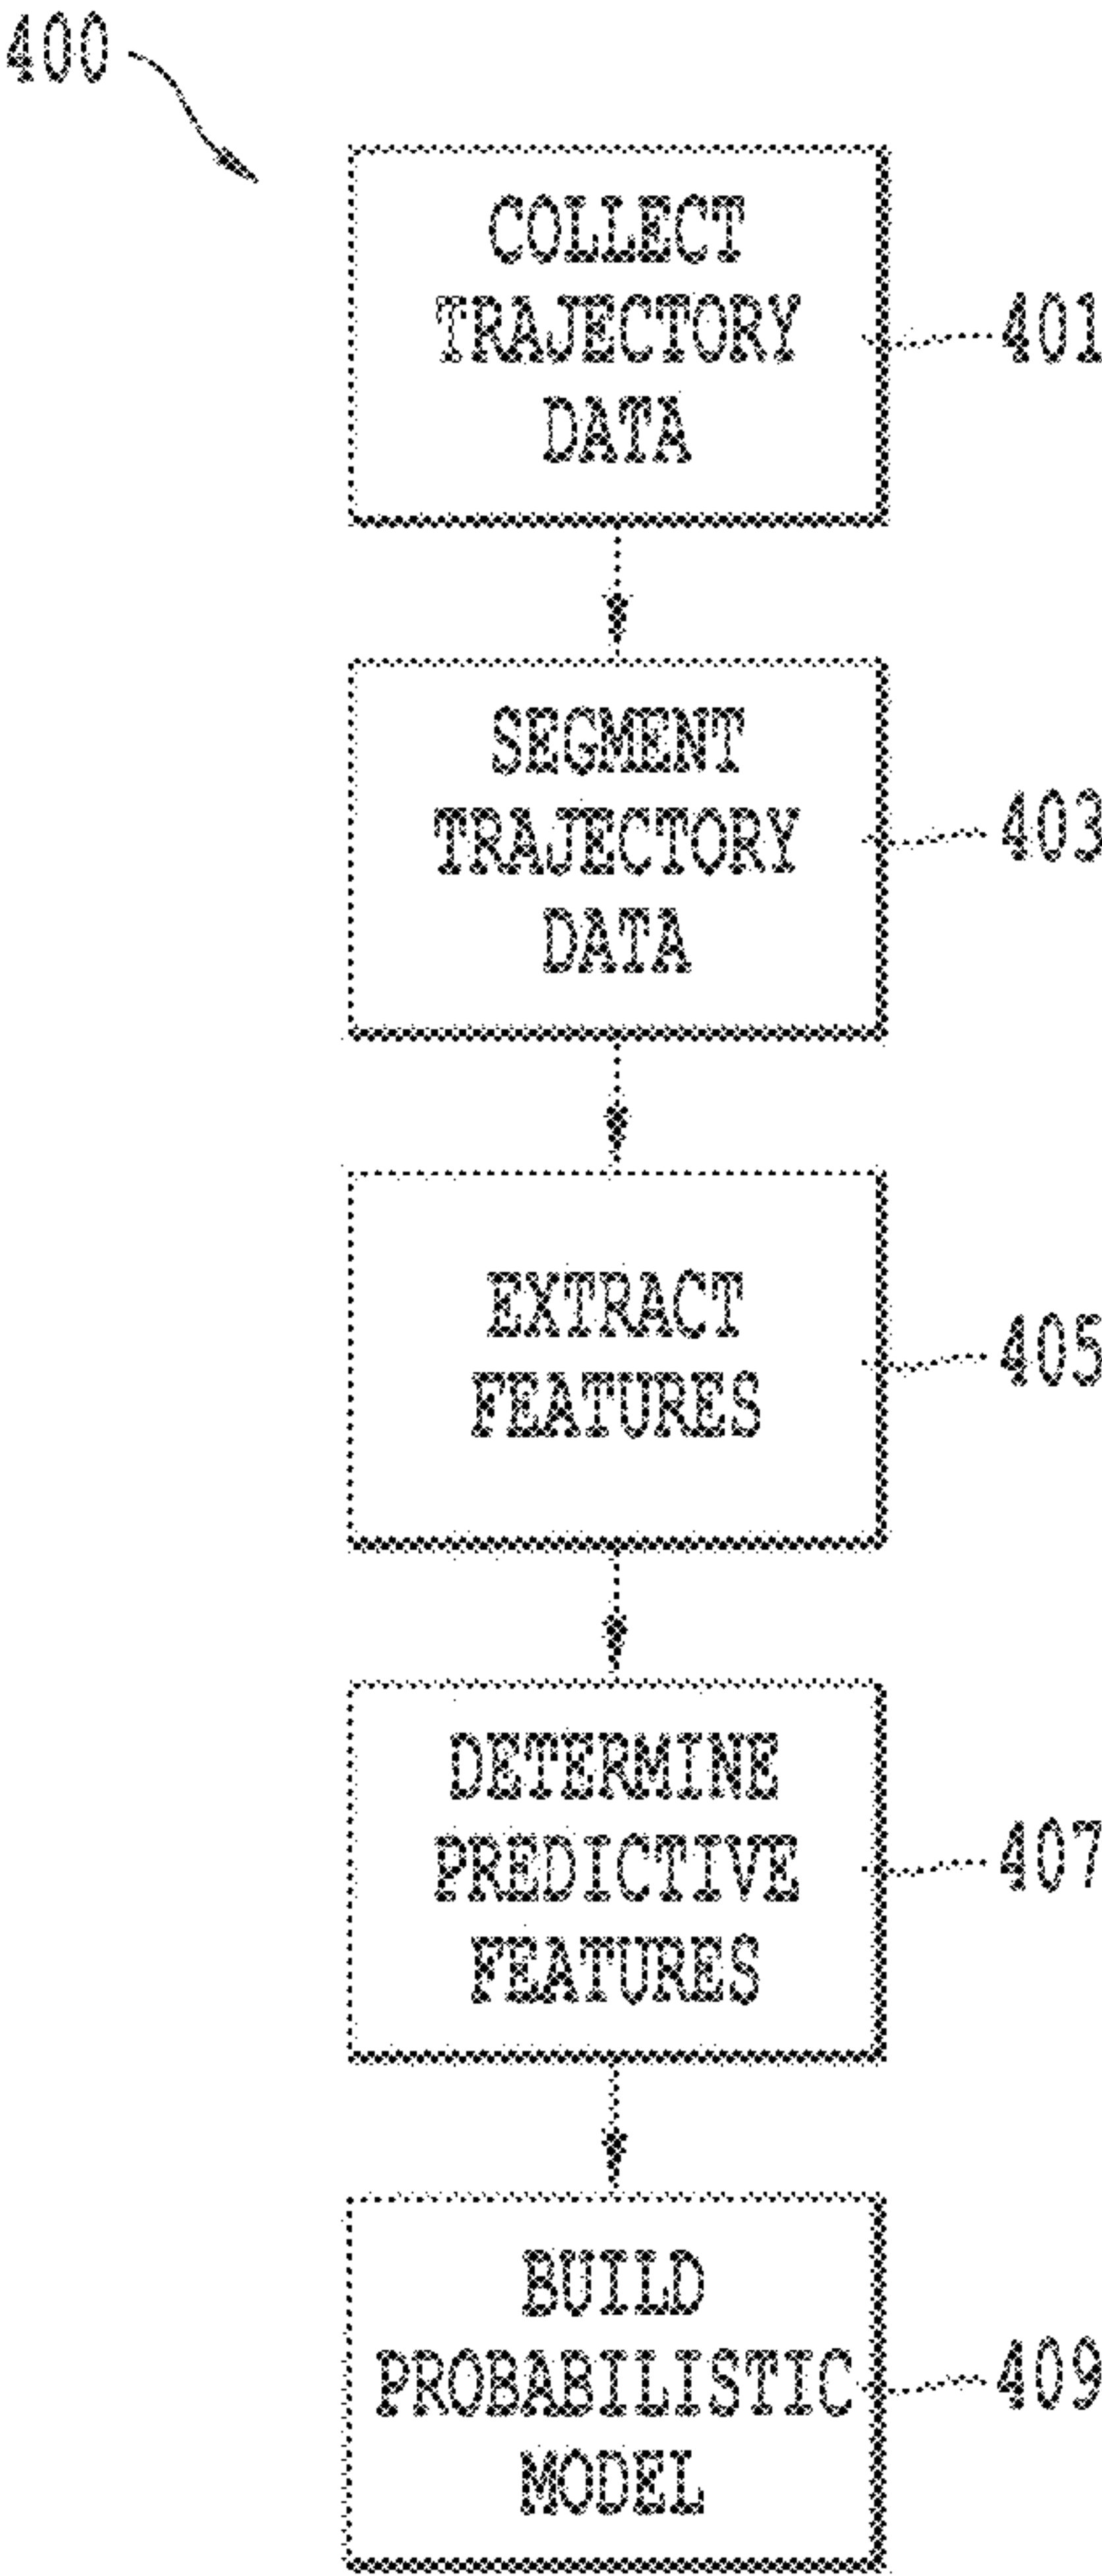 400
COLLECT
TRAJECTORY
DATA
401
SEGMENT
TRAJECTORY
DATA
403
EXTRACT
FEATURES
405
DETERMINE
PREDICTIVE
FEATURES
407
BUILD
PROBABILISTIC
MODEL
409